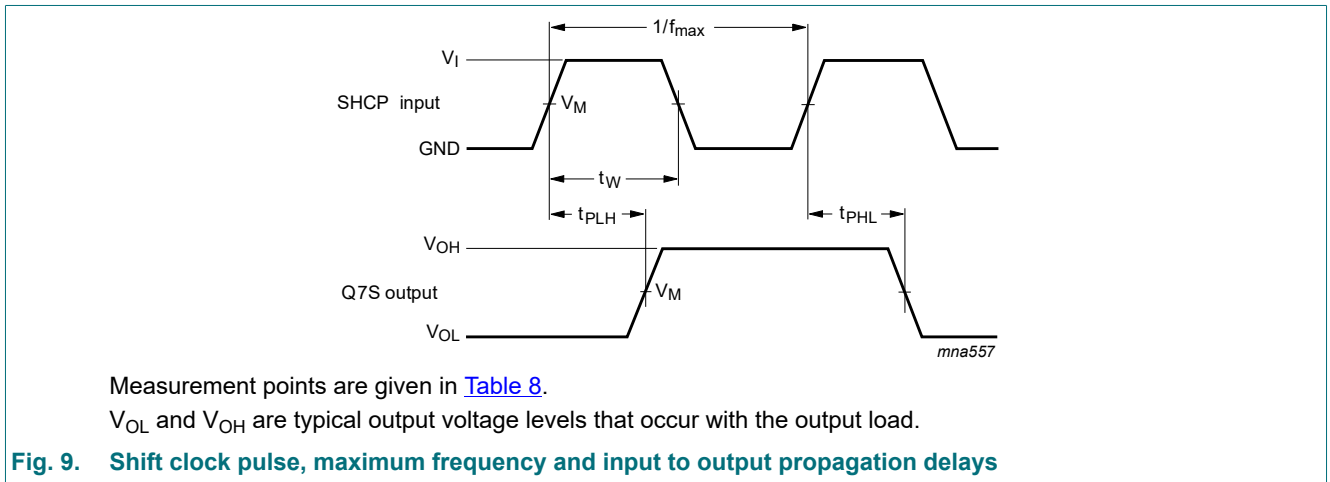 1/fmax
VI
SHCP input
VM
GND
tW
tPLH
tPHL
VOH
Q7S output
VM
VOL
mna557
Measurement points are given in Table 8.
VOL and VOH are typical output voltage levels that occur with the output load.
Fig. 9. Shift clock pulse, maximum frequency and input to output propagation delays